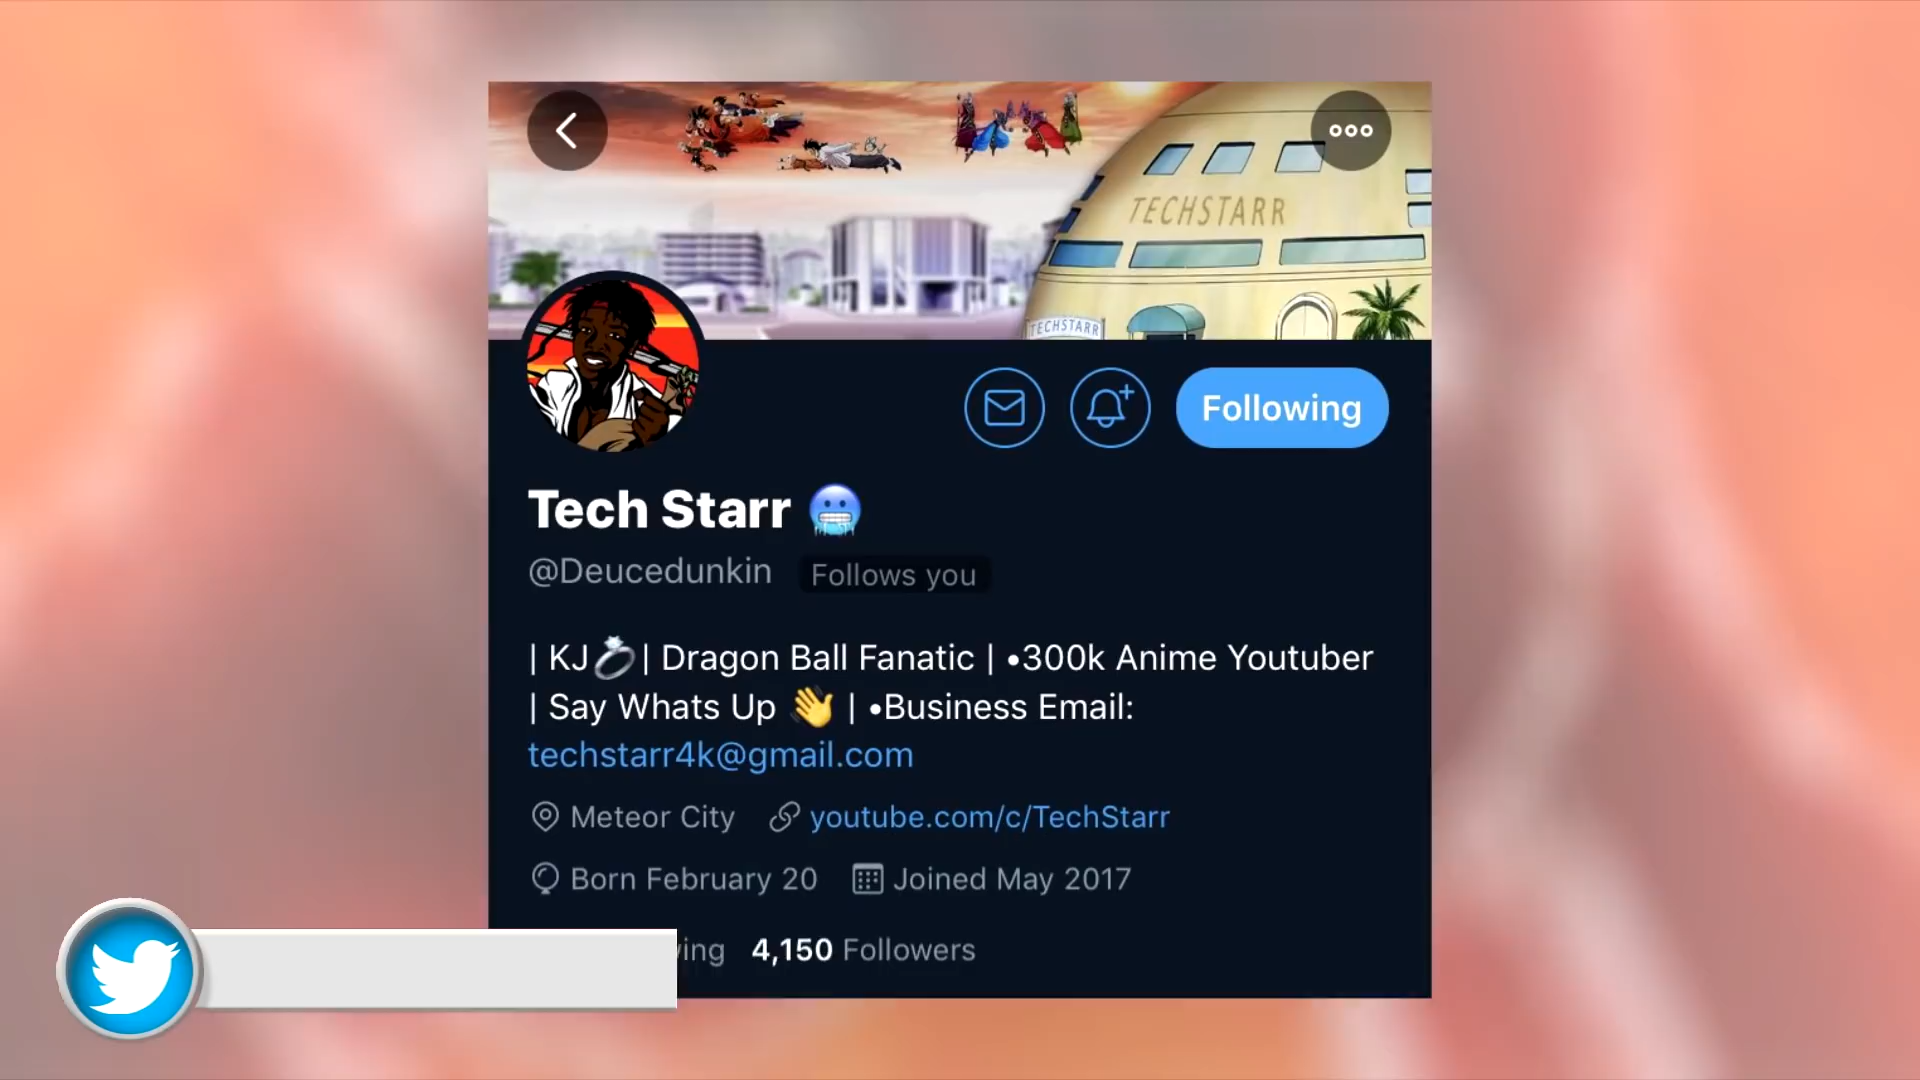 TECHSTARR
TECHSTARR
Following
Tech Starr 🥶
@Deucedunkin Follows you
| KJ💍| Dragon Ball Fanatic | •300k Anime Youtuber
| Say Whats Up 👋 | •Business Email:
techstarr4k@gmail.com
Meteor City youtube.com/c/TechStarr
Born February 20 Joined May 2017
4,150 Followers